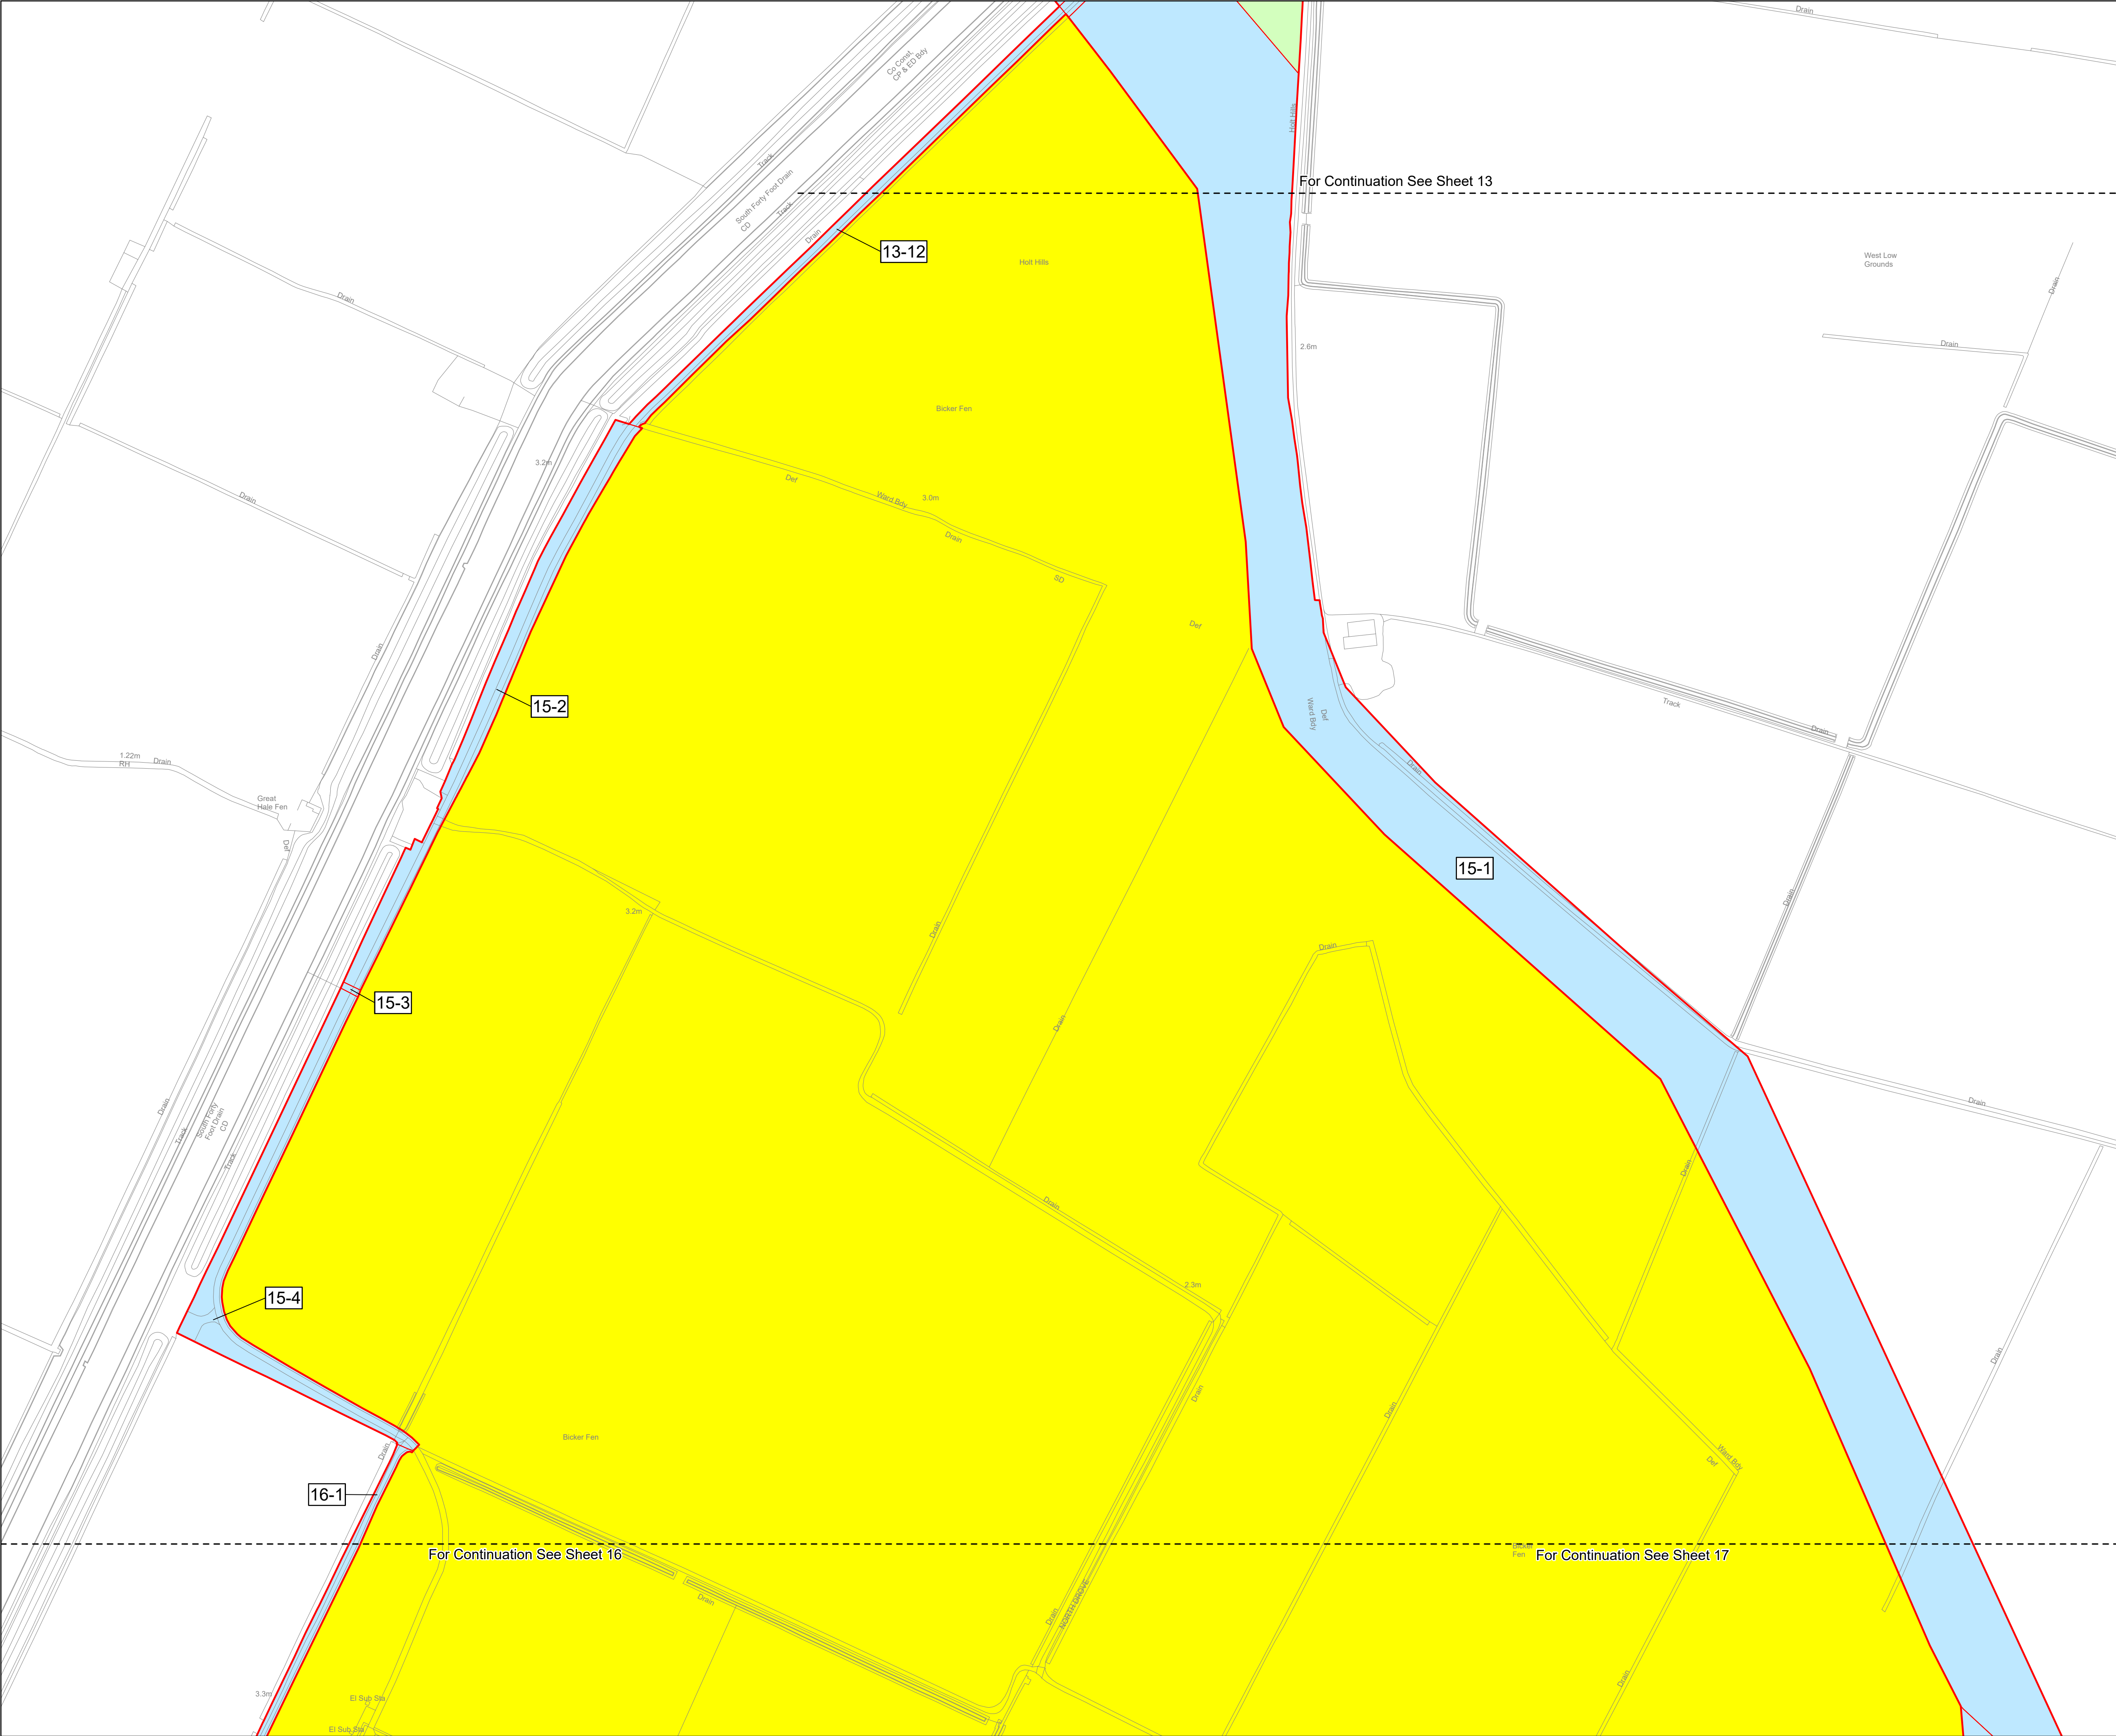 Drain
Co Const,
CP & ED Bdy
Holt Hills
Track
For Continuation See Sheet 13
South Forty Foot Drain
CD
Track
Drain
13-12
Holt Hills
West Low
Grounds
Drain
Drain
2.6m
Drain
Bicker Fen
3.2m
Def
Ward Bdy
3.0m
Drain
Drain
SD
Def
Drain
15-2
Ward Bdy
Def
Track
Drain
1.22m
RH
Drain
Drain
Great
Hale Fen
Def
15-1
3.2m
Drain
Drain
Drain
15-3
Drain
Drain
Drain
South Forty
Foot Drain
CD
Track
Track
Drain
Drain
2.3m
15-4
Drain
Drain
Drain
Bicker Fen
Drain
Ward Bdy
Def
16-1
For Continuation See Sheet 16
Bicker
Fen
For Continuation See Sheet 17
Drain
Drain
NORTH DROVE
Drain
3.3m
El Sub Sta
El Sub Sta